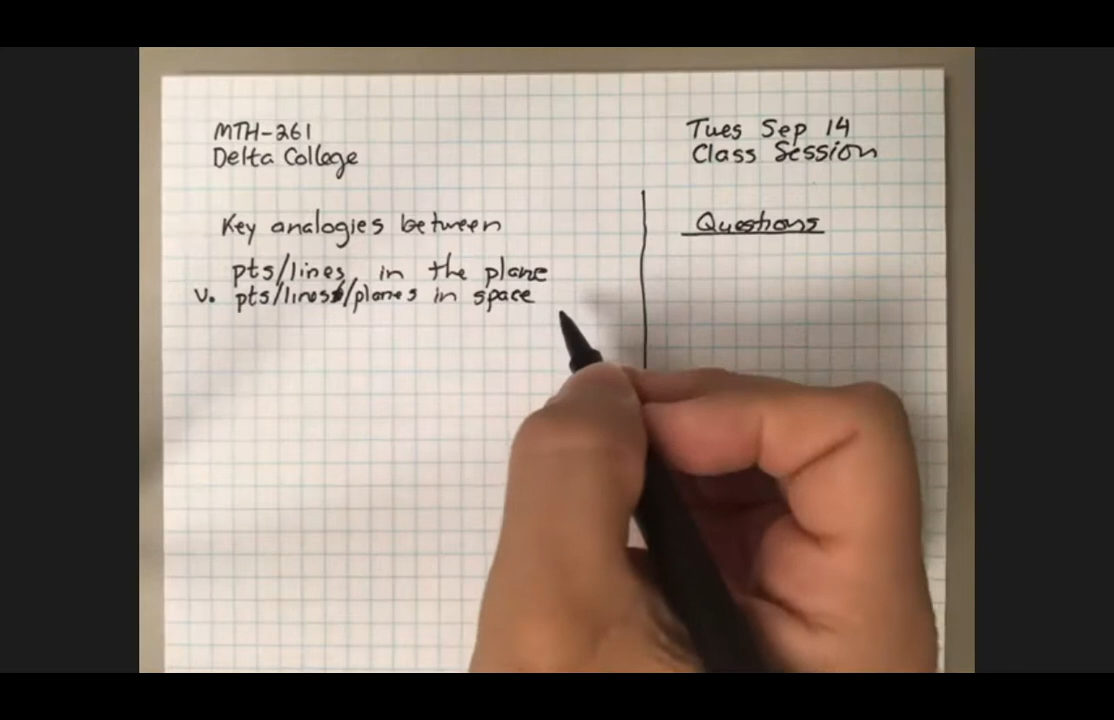 MTH-261
Delta College
Tues Sep 14
Class Session
Key analogies between
pts/lines in the plane
v. pts/lines/planes in space
Questions